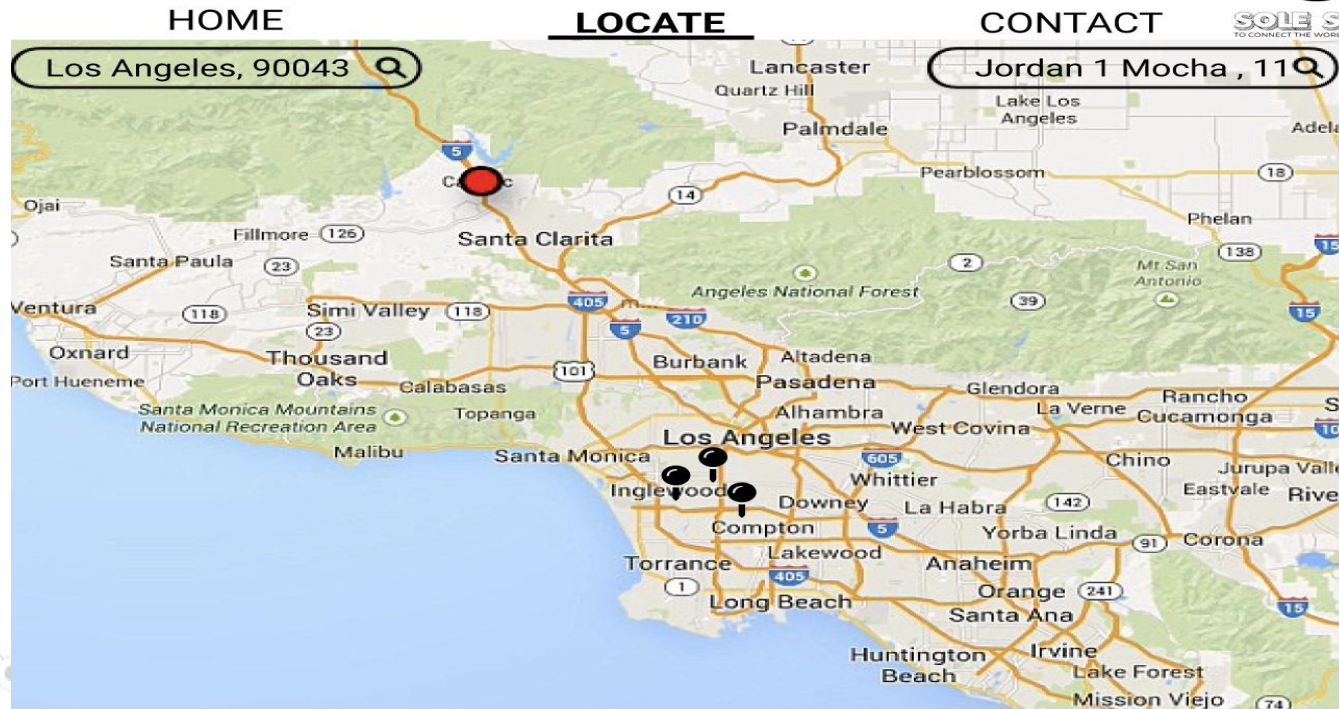 HOME
LOCATE
CONTACT
SOLE S
TO CONNECT THE WORL
Los Angeles, 90043
Jordan 1 Mocha , 11
Lancaster
Quartz Hill
Lake Los
Angeles
Palmdale
Adela
5
Pearblossom
18
14
Ojai
Phelan
Fillmore
126
Santa Clarita
138
15
Santa Paula
23
2
Mt San
Antonio
Angeles National Forest
39
405
Ventura
118
Simi Valley
118
m...
210
15
5
23
Oxnard
Thousand
Oaks
Burbank
Altadena
101
Pasadena
Port Hueneme
Calabasas
Glendora
Rancho
Cucamonga
La Verne
S
Santa Monica Mountains
National Recreation Area
Topanga
Alhambra
West Covina
10
Los Angeles
Malibu
Santa Monica
605
Chino
Jurupa Valle
Whittier
Inglewood
Eastvale
Rive
Downey
La Habra
142
Compton
5
Yorba Linda
91
Corona
Lakewood
Torrance
Anaheim
405
1
Orange
241
Long Beach
Santa Ana
15
Huntington
Beach
Irvine
Lake Forest
Mission Viejo
74